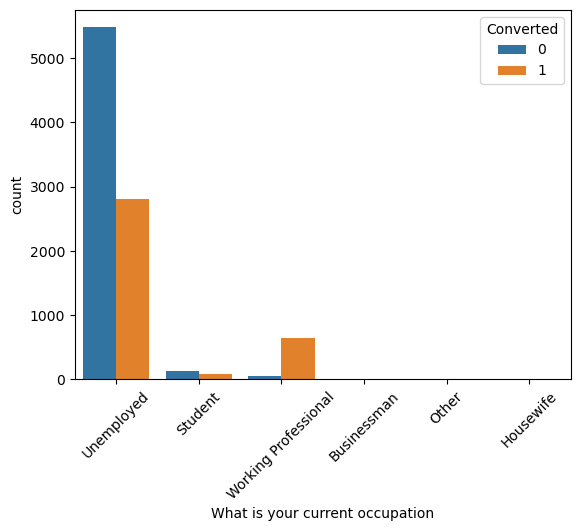 Converted
0
1
5000
4000
3000
2000
1000
0
count
Unemployed
Student
Working Professional
Businessman
Other
Housewife
What is your current occupation